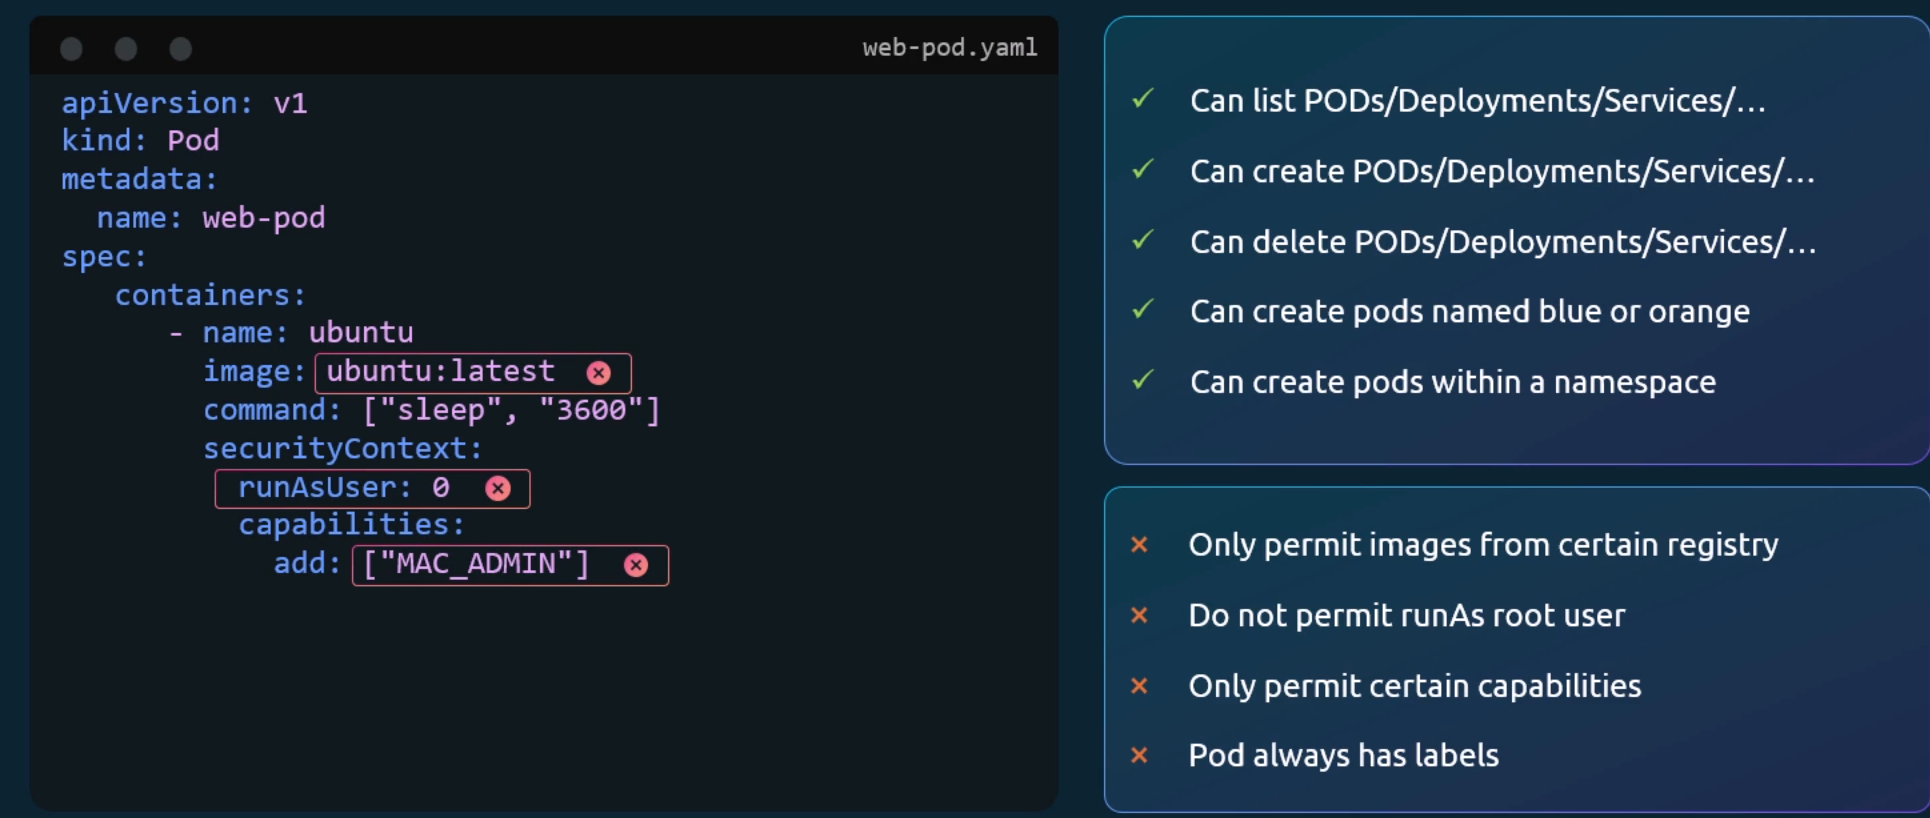 web-pod.yaml
apiVersion: v1
kind: Pod
metadata:
  name: web-pod
spec:
   containers:
      - name: ubuntu
        image: ubuntu:latest
        command: ["sleep", "3600"]
        securityContext:
          runAsUser: 0
          capabilities:
            add: ["MAC_ADMIN"]
✓ Can list PODs/Deployments/Services/…
✓ Can create PODs/Deployments/Services/…
✓ Can delete PODs/Deployments/Services/…
✓ Can create pods named blue or orange
✓ Can create pods within a namespace
× Only permit images from certain registry
× Do not permit runAs root user
× Only permit certain capabilities
× Pod always has labels